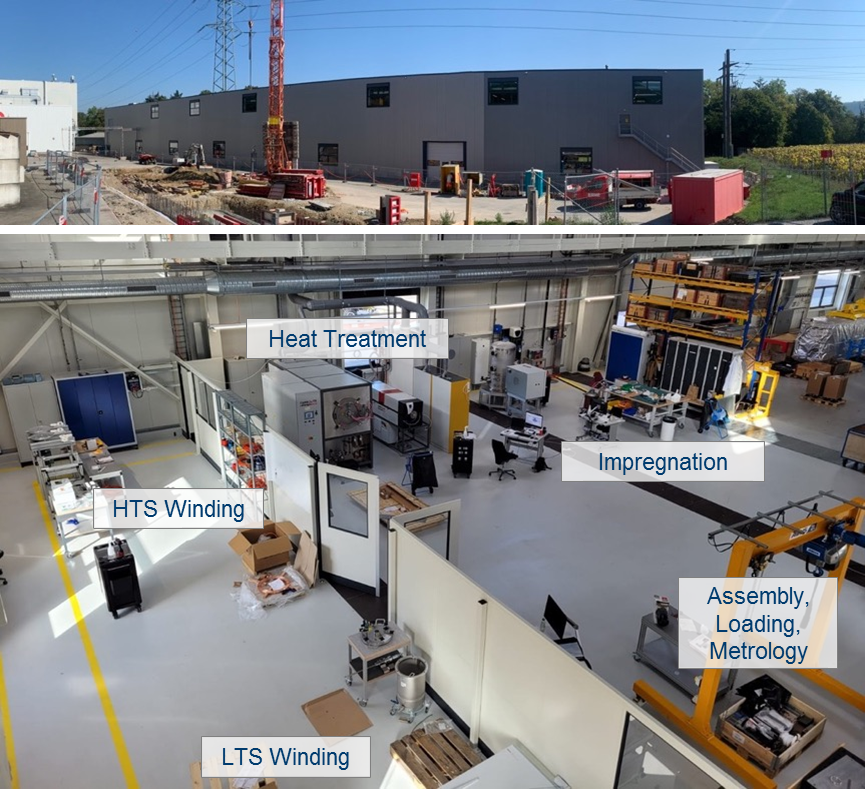 Heat Treatment
Impregnation
HTS Winding
Assembly,
Loading,
Metrology
LTS Winding